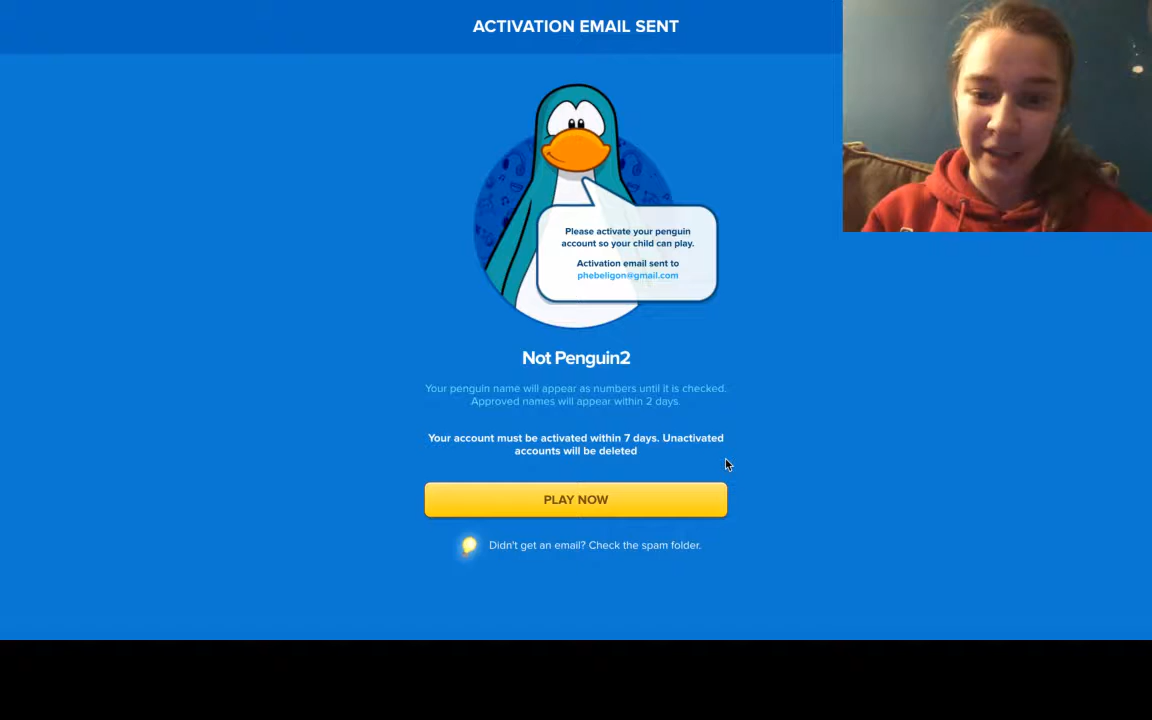 ACTIVATION EMAIL SENT
Please activate your penguin
account so your child can play.
Activation email sent to
phebeligon@gmail.com
Not Penguin2
Your penguin name will appear as numbers until it is checked.
Approved names will appear within 2 days.
Your account must be activated within 7 days. Unactivated
accounts will be deleted
PLAY NOW
Didn't get an email? Check the spam folder.